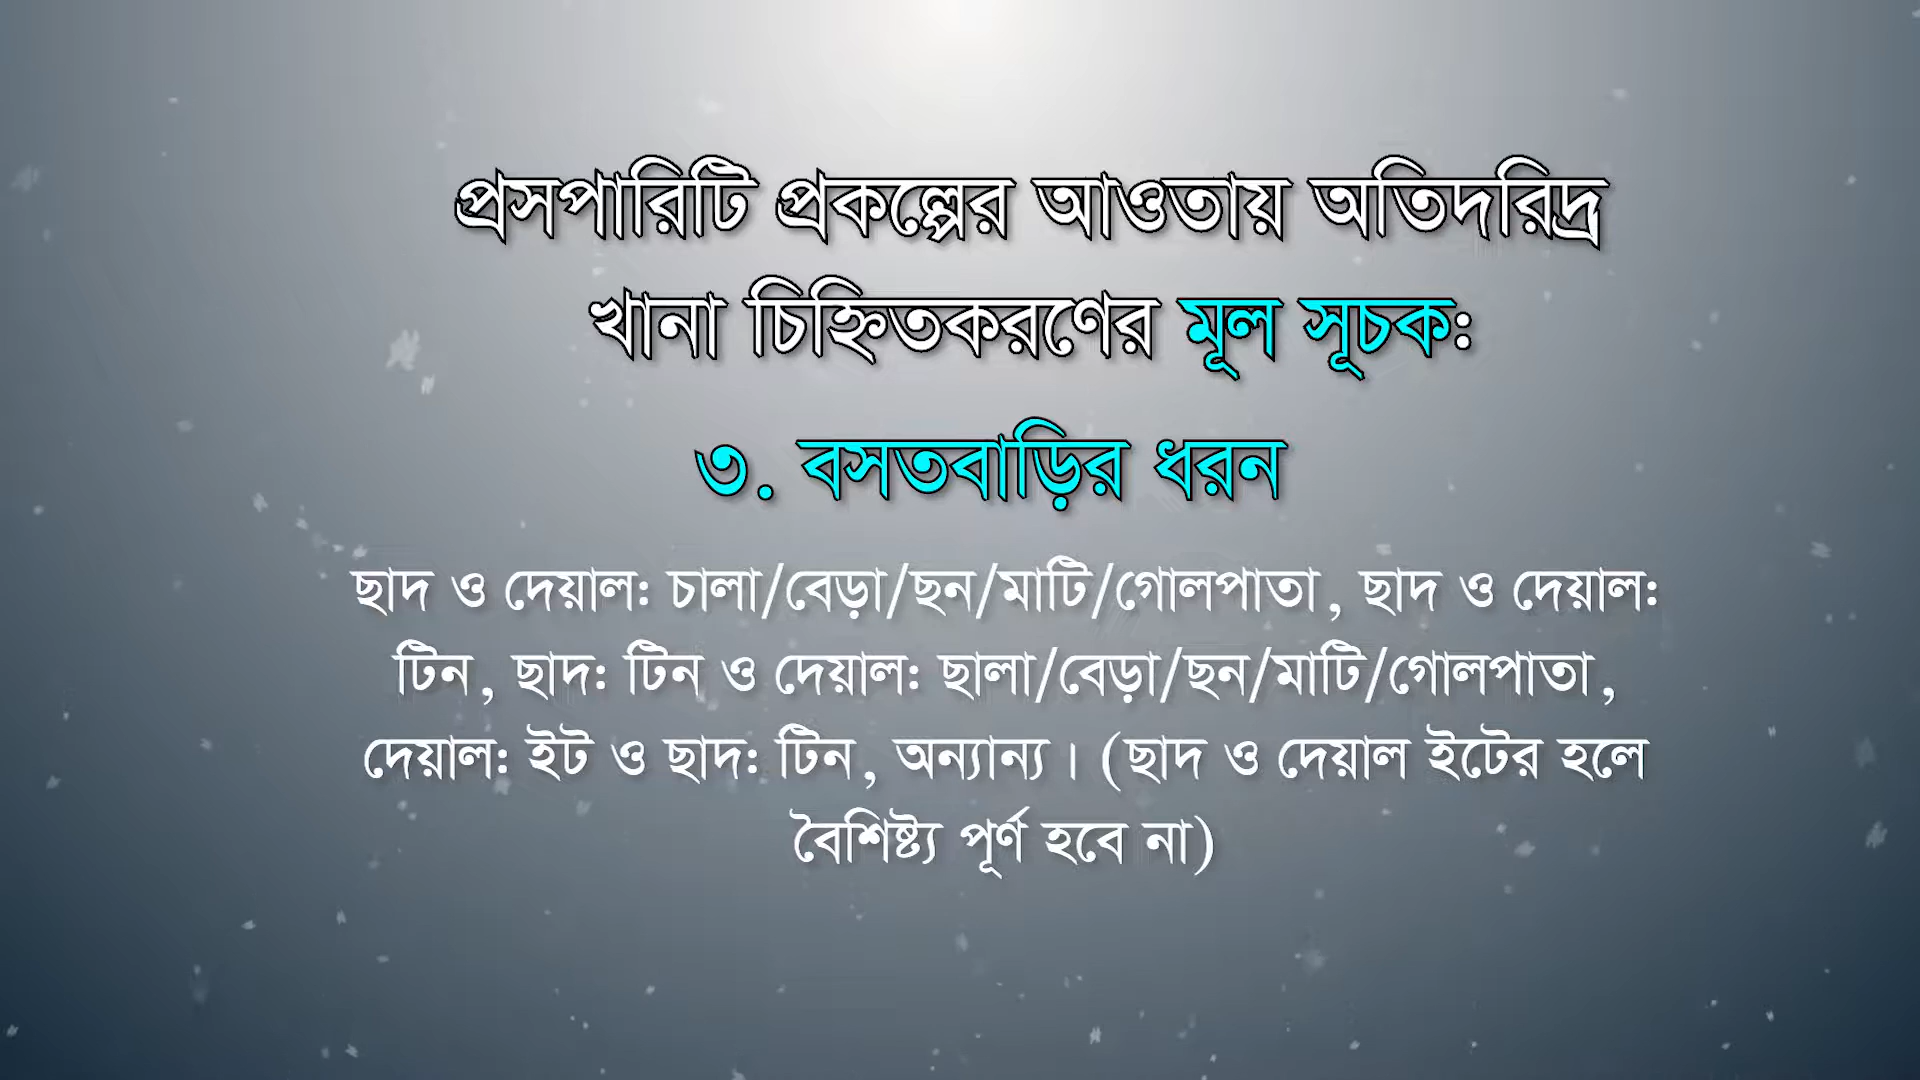 প্রসপারিটি প্রকল্পের আওতায় অতিদরিদ্র
খানা চিহ্নিতকরণের মূল সূচক:
৩. বসতবাড়ির ধরন
ছাদ ও দেয়াল: চালা/বেড়া/ছন/মাটি/গোলপাতা, ছাদ ও দেয়াল:
টিন, ছাদ: টিন ও দেয়াল: ছালা/বেড়া/ছন/মাটি/গোলপাতা,
দেয়াল: ইট ও ছাদ: টিন, অন্যান্য। (ছাদ ও দেয়াল ইটের হলে
বৈশিষ্ট্য পূর্ণ হবে না)